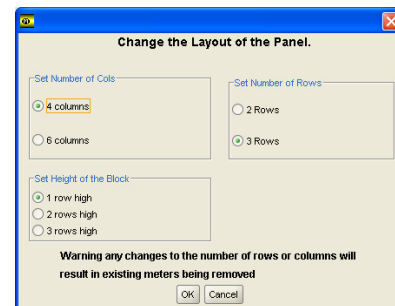 Change the Layout of the Panel.
Set Number of Cols
4 columns
6 columns
Set Number of Rows
2 Rows
3 Rows
Set Height of the Block
1 row high
2 rows high
3 rows high
Warning any changes to the number of rows or columns will
result in existing meters being removed
OK
Cancel